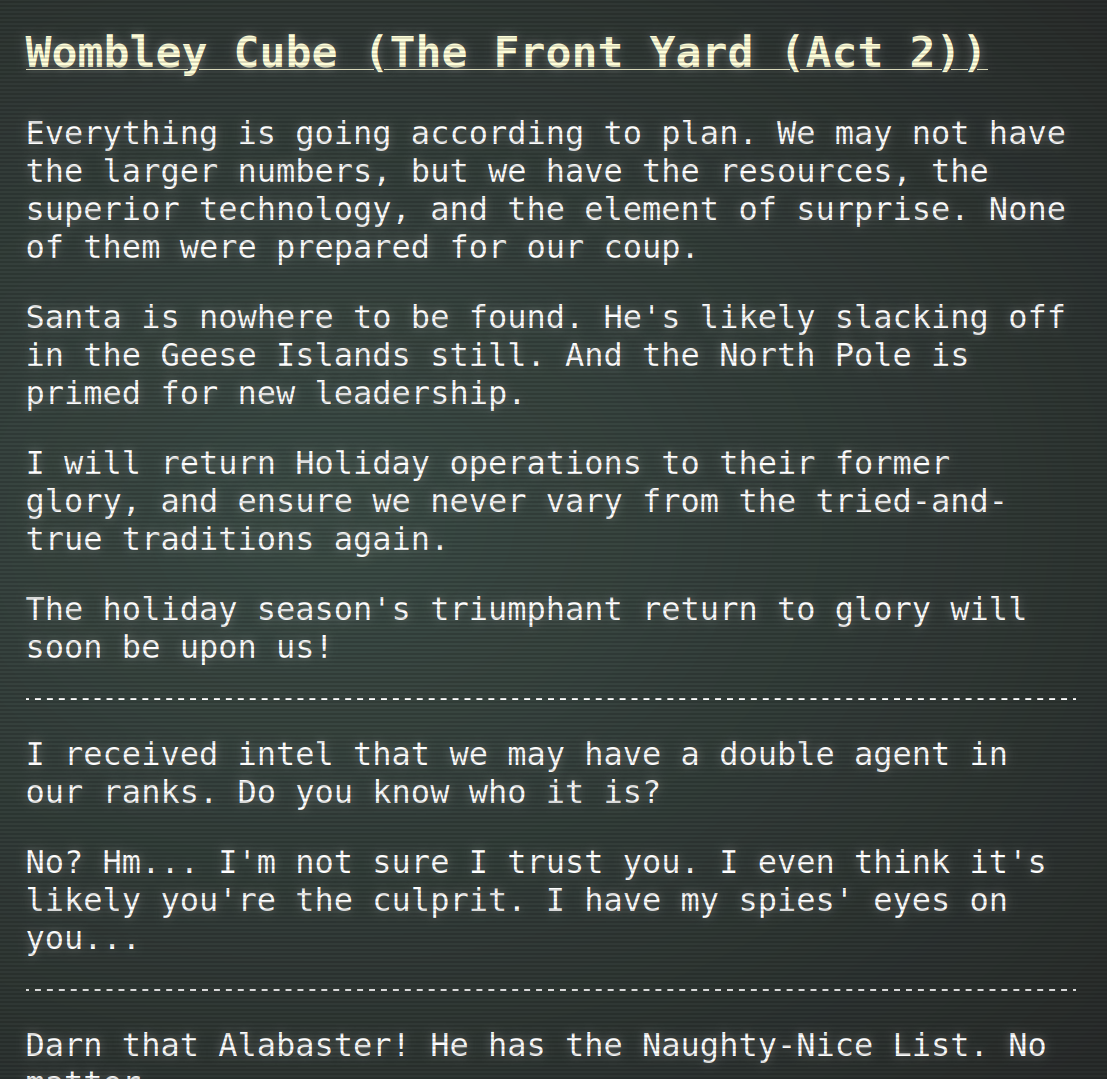 Wombley Cube (The Front Yard (Act 2))
Everything is going according to plan. We may not have
the larger numbers, but we have the resources, the
superior technology, and the element of surprise. None
of them were prepared for our coup.
Santa is nowhere to be found. He's likely slacking off
in the Geese Islands still. And the North Pole is
primed for new leadership.
I will return Holiday operations to their former
glory, and ensure we never vary from the tried-and-
true traditions again.
The holiday season's triumphant return to glory will
soon be upon us!
I received intel that we may have a double agent in
our ranks. Do you know who it is?
No? Hm... I'm not sure I trust you. I even think it's
likely you're the culprit. I have my spies' eyes on
you...
Darn that Alabaster! He has the Naughty-Nice List. No